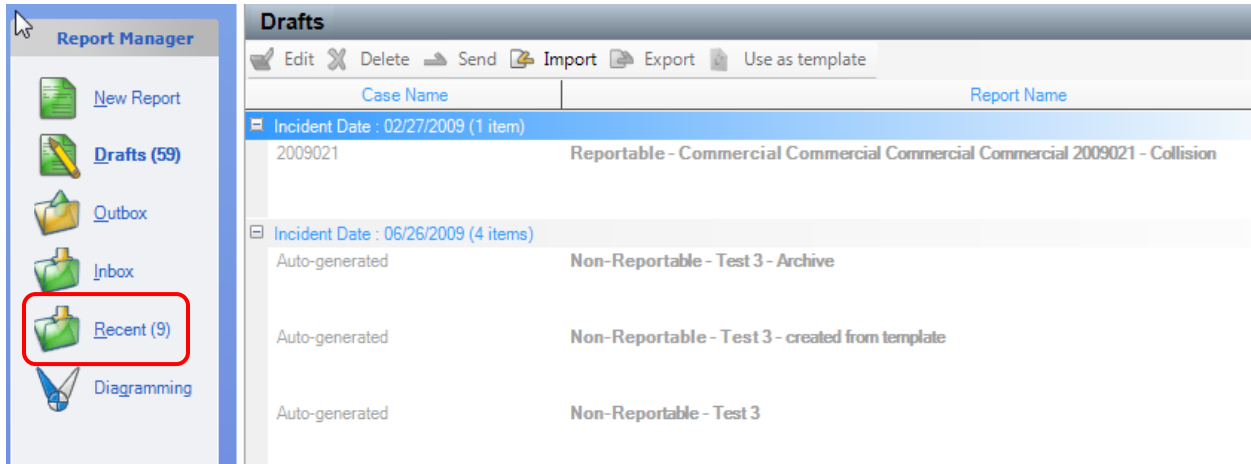 Report Manager
New Report
Drafts (59)
Outbox
Inbox
Recent (9)
Diagramming
Drafts
Edit Delete Send Import Export Use as template
Case Name Report Name
Incident Date : 02/27/2009 (1 item)
2009021 Reportable - Commercial Commercial Commercial Commercial 2009021 - Collision
Incident Date : 06/26/2009 (4 items)
Auto-generated Non-Reportable - Test 3 - Archive
Auto-generated Non-Reportable - Test 3 - created from template
Auto-generated Non-Reportable - Test 3